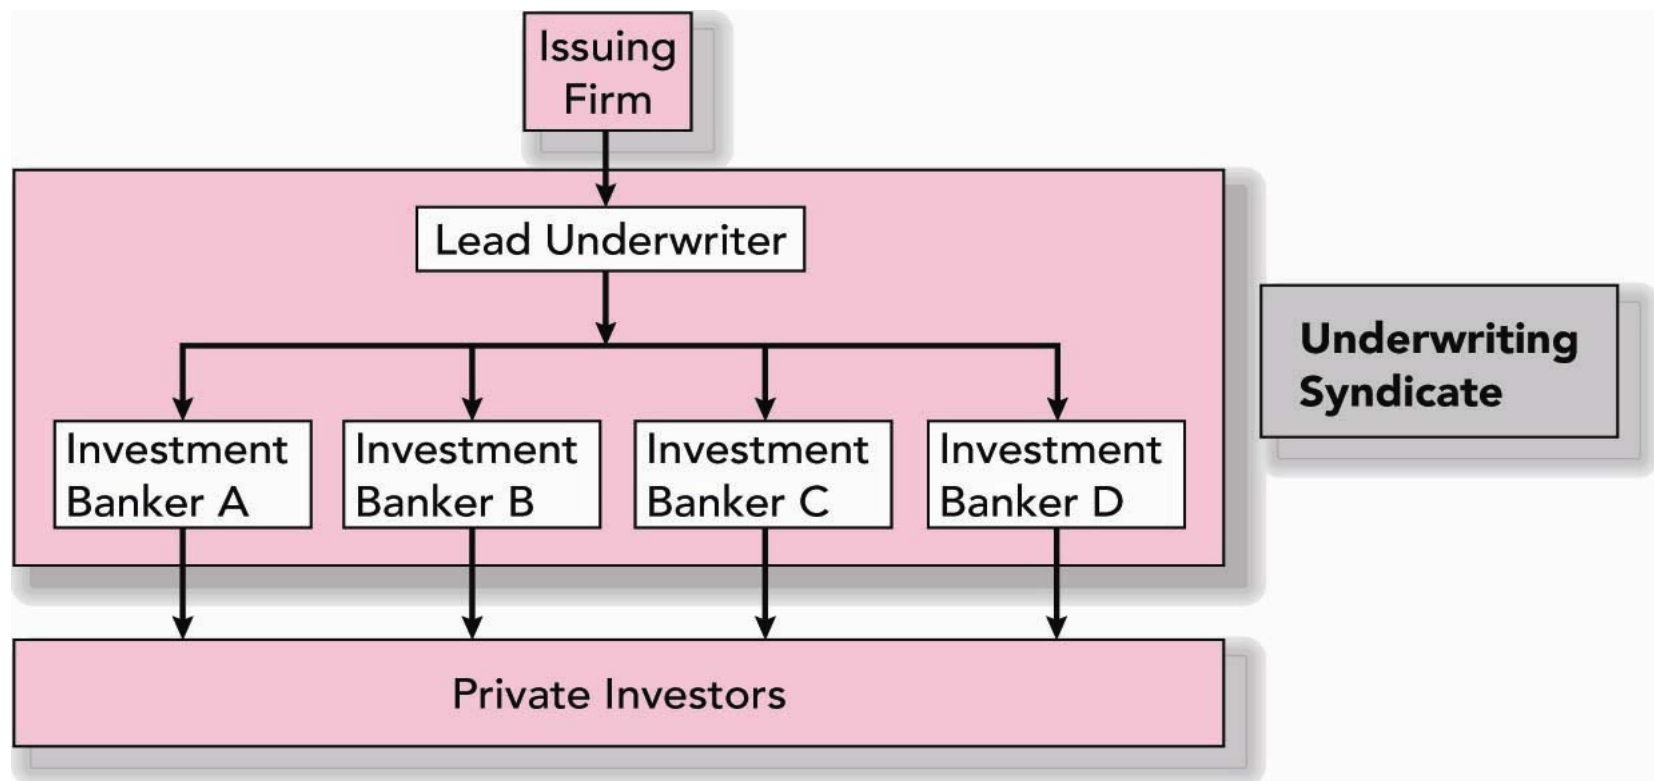 Issuing
Firm
Lead Underwriter
Underwriting
Syndicate
Investment
Banker A
Investment
Banker B
Investment
Banker C
Investment
Banker D
Private Investors